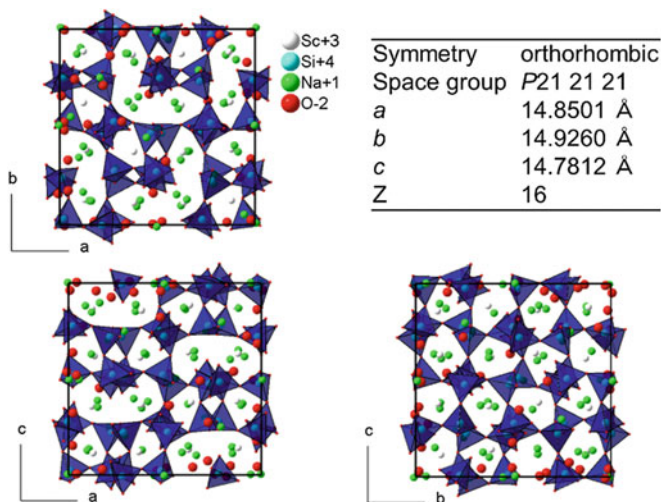 Sc+3
Si+4
Na+1
O-2
b
a
Symmetry orthorhombic
Space group P21 21 21
a 14.8501 Å
b 14.9260 Å
c 14.7812 Å
Z 16
c
a
c
b